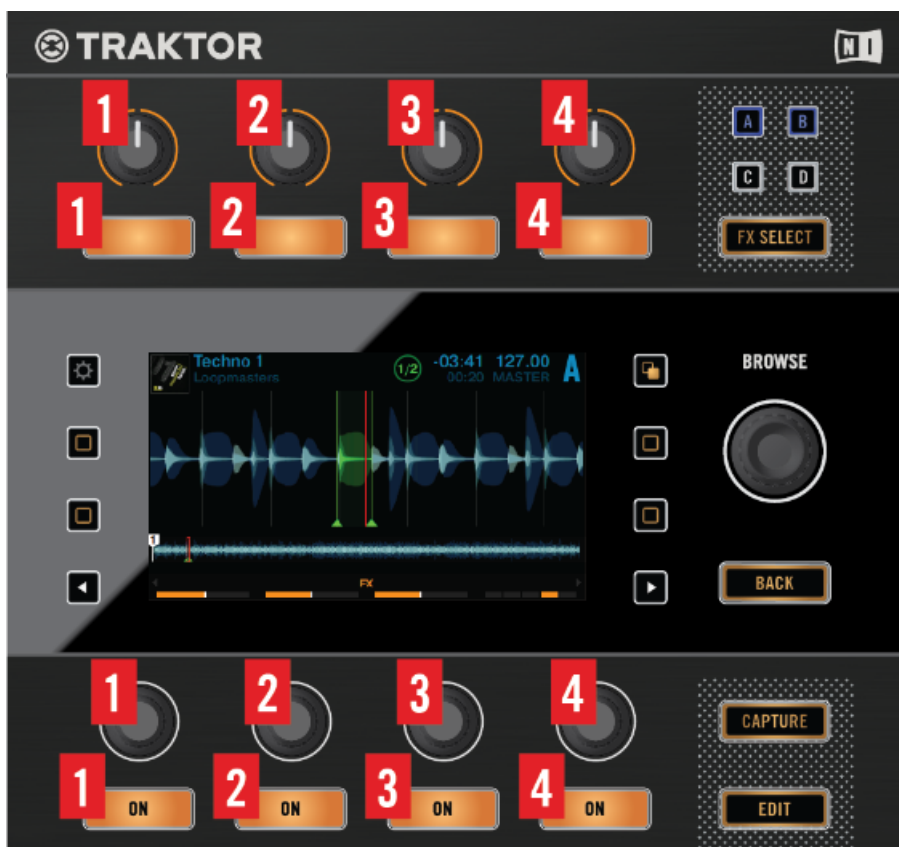 TRAKTOR
NI
1 2 3 4
A B
1 2 3 4
C D
FX SELECT
Techno 1 1/2 -03:41 127.00 A
Loopmasters 00:20 MASTER
BROWSE
1
FX
BACK
1 2 3 4
CAPTURE
1 ON 2 ON 3 ON 4 ON
EDIT